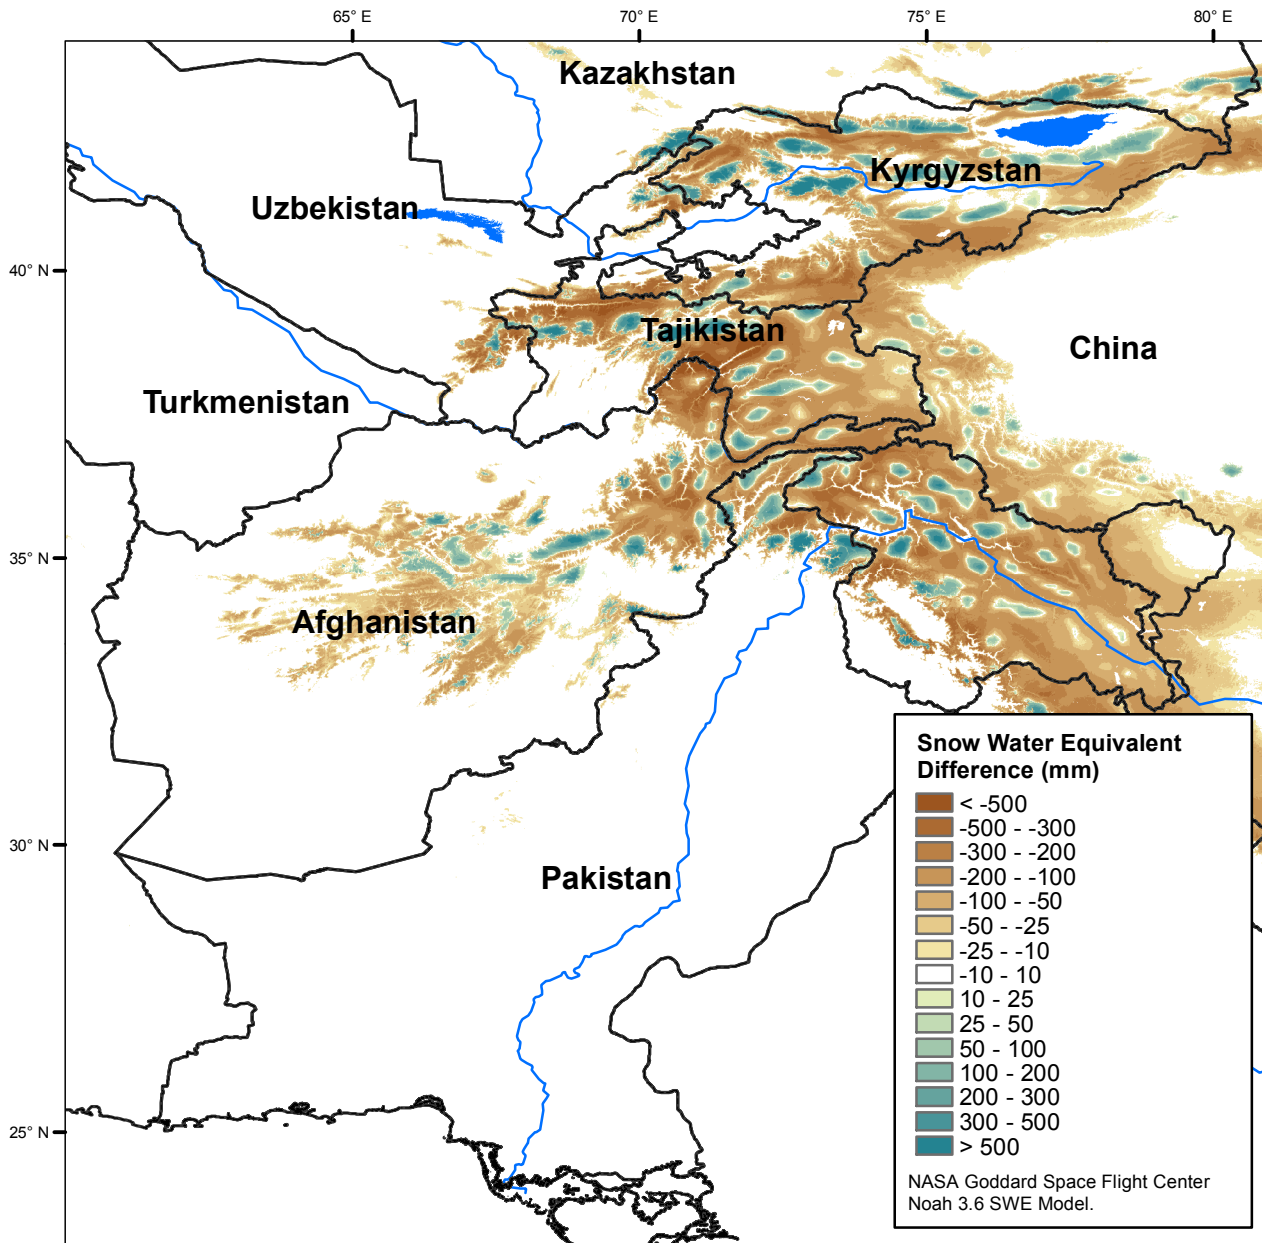 65° E
70° E
75° E
80° E
Kazakhstan
Kyrgyzstan
Uzbekistan
40° N
Tajikistan
China
Turkmenistan
35° N
Afghanistan
30° N
Pakistan
25° N
Snow Water Equivalent
Difference (mm)
< -500
-500 - -300
-300 - -200
-200 - -100
-100 - -50
-50 - -25
-25 - -10
-10 - 10
10 - 25
25 - 50
50 - 100
100 - 200
200 - 300
300 - 500
> 500
NASA Goddard Space Flight Center
Noah 3.6 SWE Model.